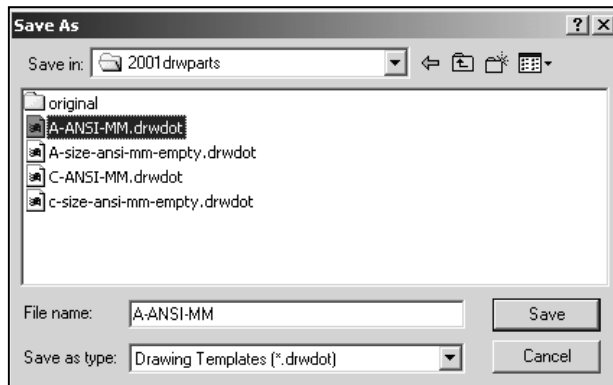 Save As
Save in: 2001drwparts
original
A-ANSI-MM.drwdot
A-size-ansi-mm-empty.drwdot
C-ANSI-MM.drwdot
c-size-ansi-mm-empty.drwdot
File name: A-ANSI-MM Save
Save as type: Drawing Templates (*.drwdot) Cancel